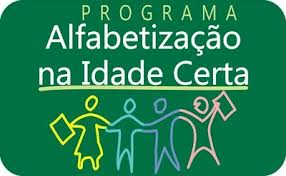 PROGRAMA
Alfabetização
na Idade Certa